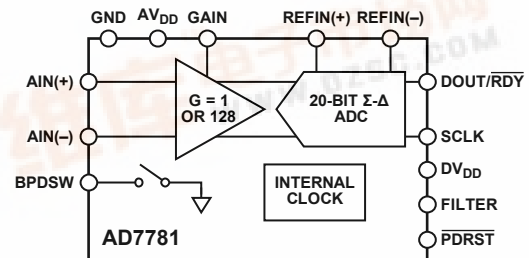 GND AVDD GAIN REFIN(+) REFIN(–)
AIN(+)
G = 1
OR 128
20-BIT Σ-Δ
ADC
DOUT/RDY
AIN(–)
SCLK
BPDSW
INTERNAL
CLOCK
DVDD
FILTER
AD7781
PDRST